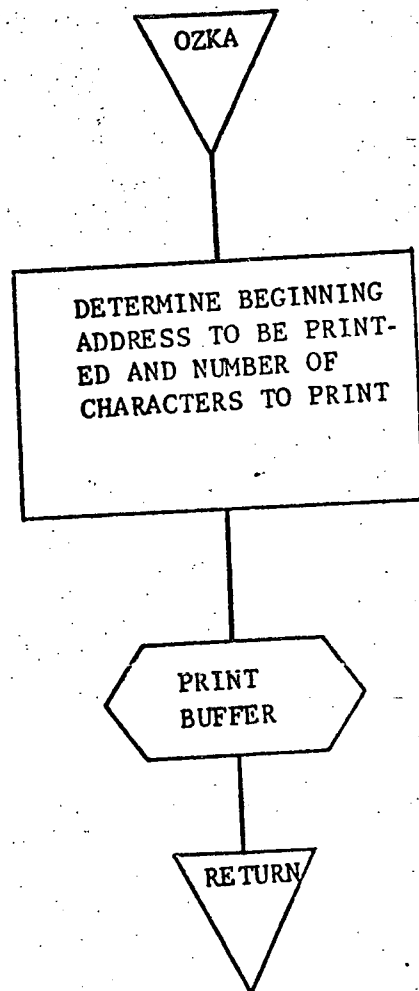 OZKA
DETERMINE BEGINNING
ADDRESS TO BE PRINT-
ED AND NUMBER OF
CHARACTERS TO PRINT
PRINT
BUFFER
RETURN